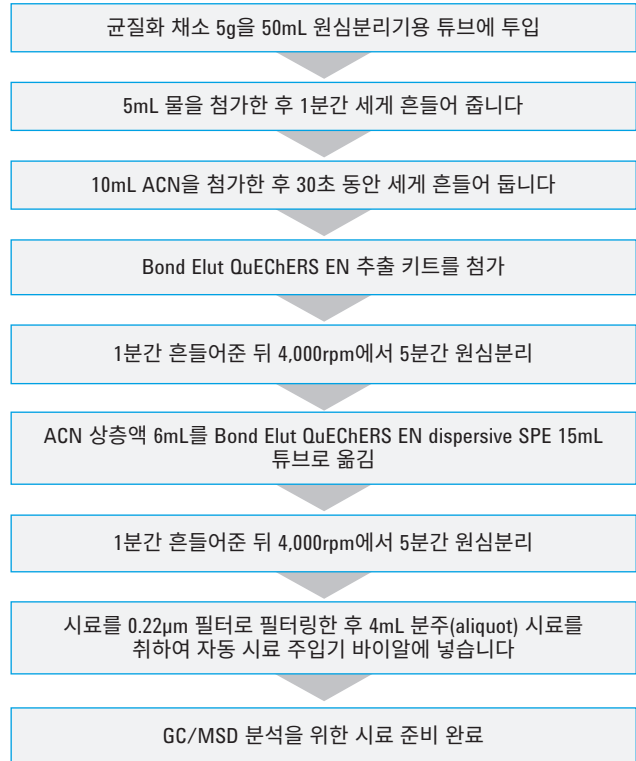 균질화 채소 5g을 50mL 원심분리기용 튜브에 투입
5mL 물을 첨가한 후 1분간 세게 흔들어 줍니다
10mL ACN을 첨가한 후 30초 동안 세게 흔들어 둡니다
Bond Elut QuEChERS EN 추출 키트를 첨가
1분간 흔들어준 뒤 4,000rpm에서 5분간 원심분리
ACN 상층액 6mL를 Bond Elut QuEChERS EN dispersive SPE 15mL
튜브로 옮김
1분간 흔들어준 뒤 4,000rpm에서 5분간 원심분리
시료를 0.22µm 필터로 필터링한 후 4mL 분주(aliquot) 시료를
취하여 자동 시료 주입기 바이알에 넣습니다
GC/MSD 분석을 위한 시료 준비 완료